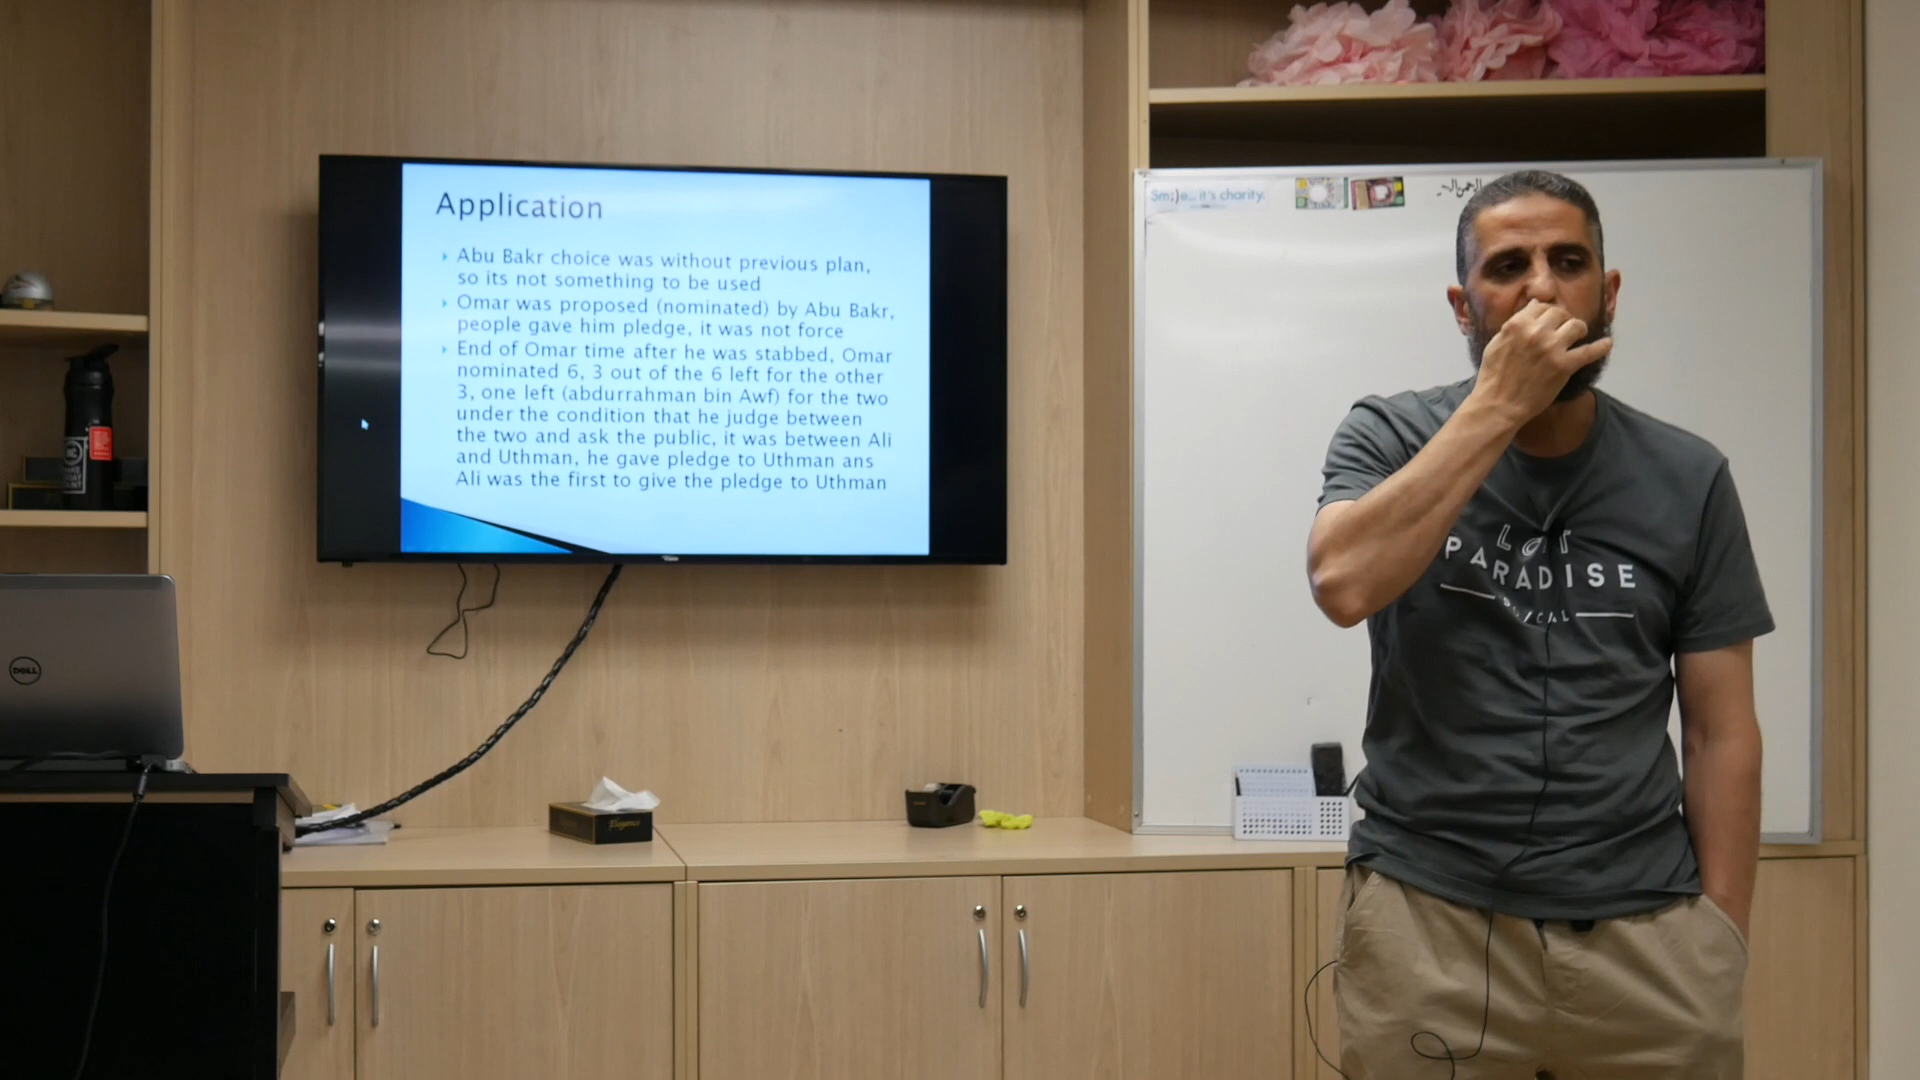 Application
Abu Bakr choice was without previous plan,
so its not something to be used
Omar was proposed (nominated) by Abu Bakr,
people gave him pledge, it was not force
End of Omar time after he was stabbed, Omar
nominated 6, 3 out of the 6 left for the other
3, one left (abdurrahman bin Awf) for the two
under the condition that he judge between
the two and ask the public, it was between Ali
and Uthman, he gave pledge to Uthman ans
Ali was the first to give the pledge to Uthman
Sm;)e... it's charity.
PARADISE
DELL
Elegance